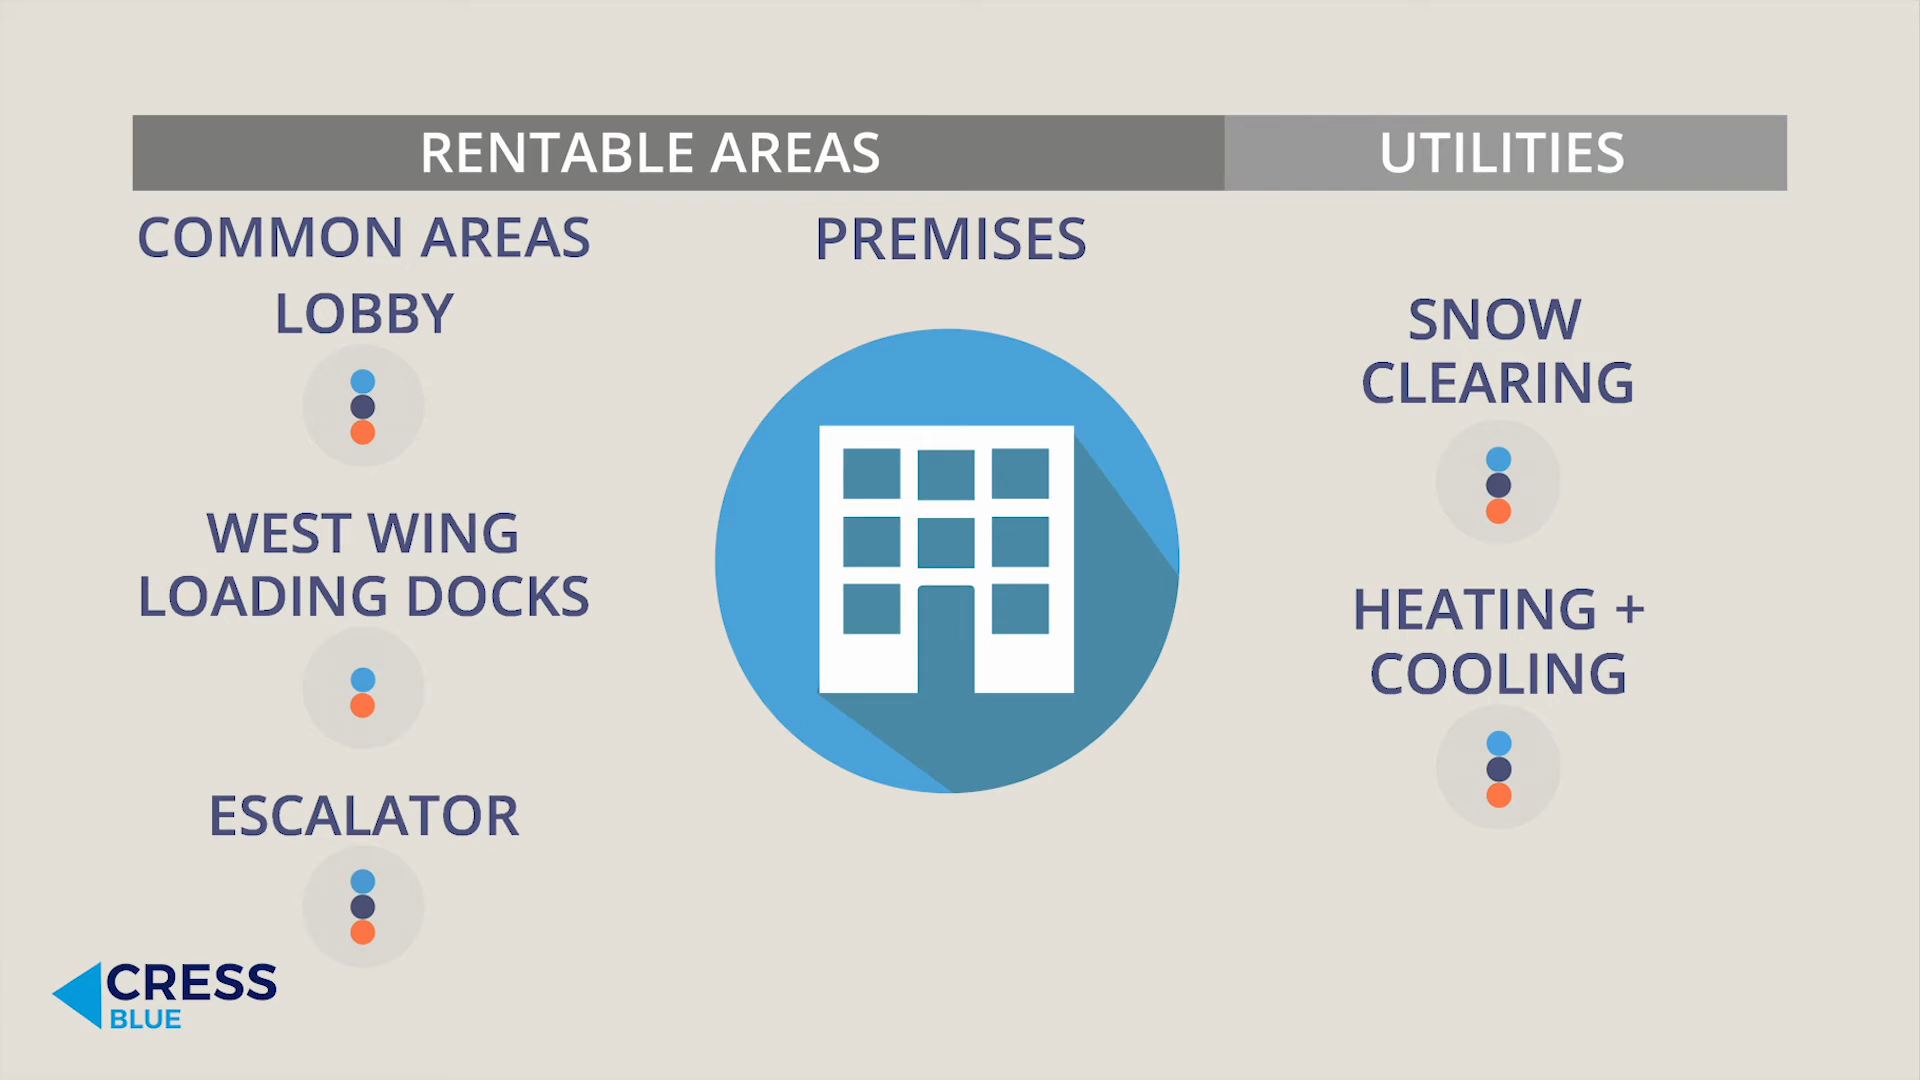 RENTABLE AREAS
UTILITIES
COMMON AREAS
LOBBY
WEST WING
LOADING DOCKS
ESCALATOR
PREMISES
SNOW
CLEARING
HEATING +
COOLING
CRESS
BLUE